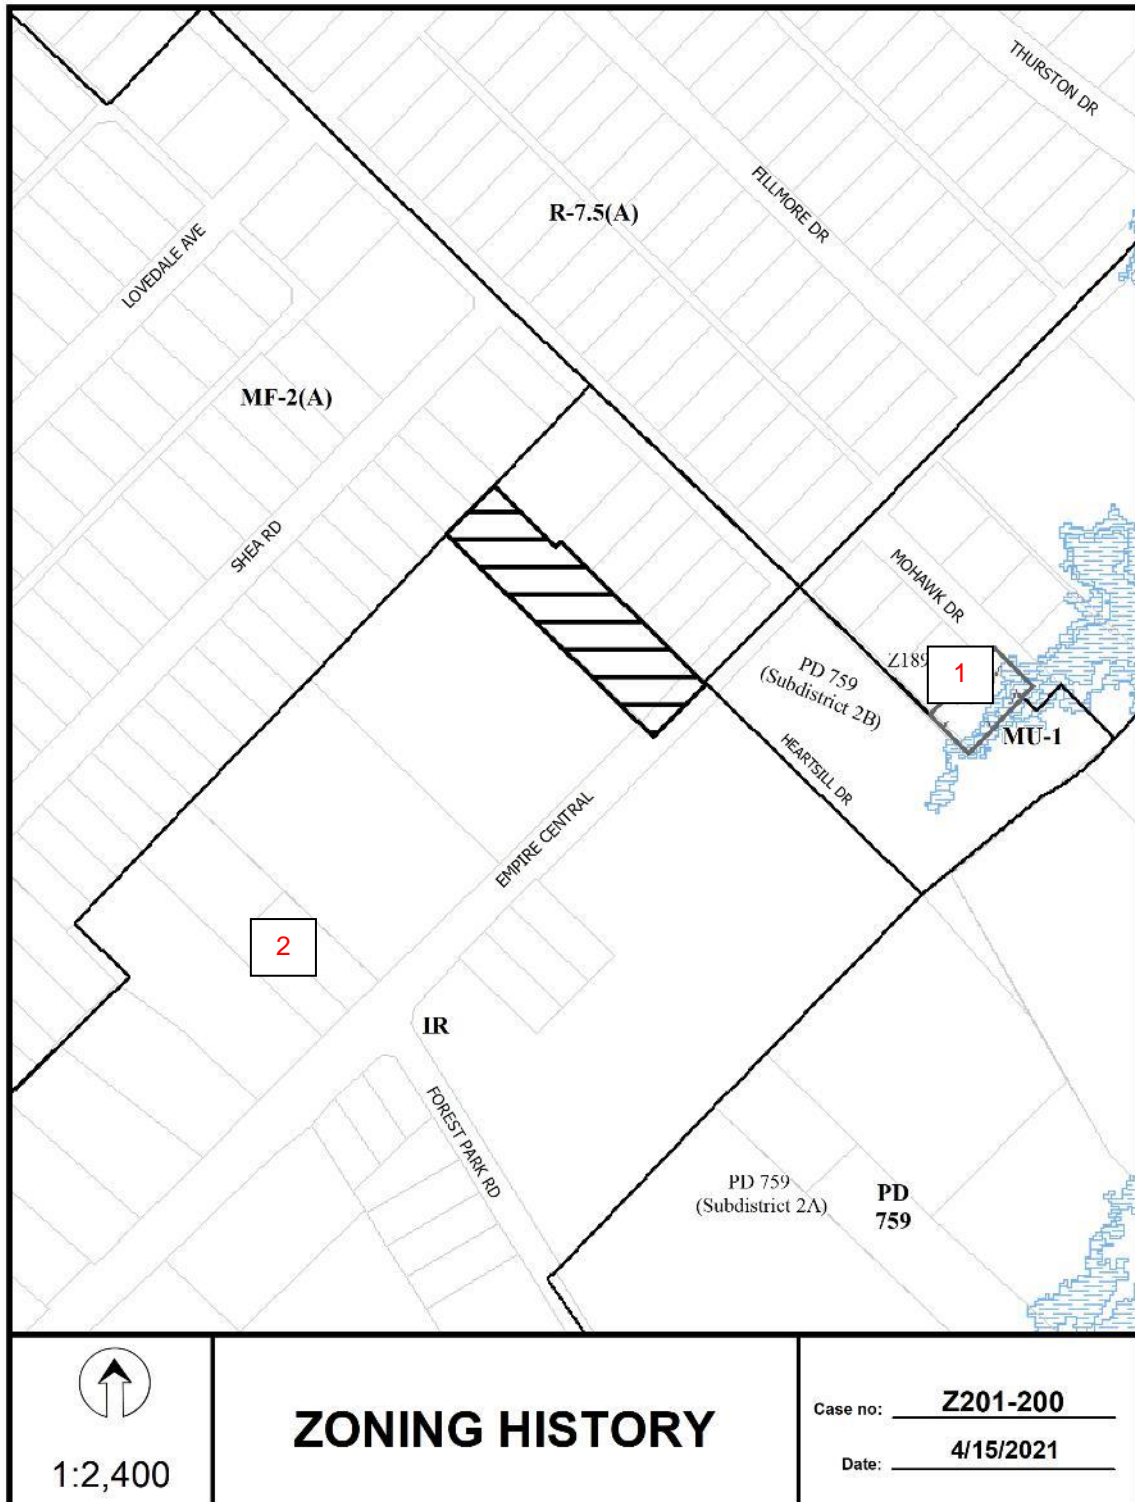 THURSTON DR
FILLMORE DR
R-7.5(A)
LOVEDALE AVE
MF-2(A)
SHEA RD
MOHAWK DR
Z189
1
PD 759
(Subdistrict 2B)
MU-1
HEARTSILL DR
EMPIRE CENTRAL
2
IR
FOREST PARK RD
PD 759
(Subdistrict 2A)
PD
759
1:2,400
ZONING HISTORY
Case no: Z201-200
Date: 4/15/2021